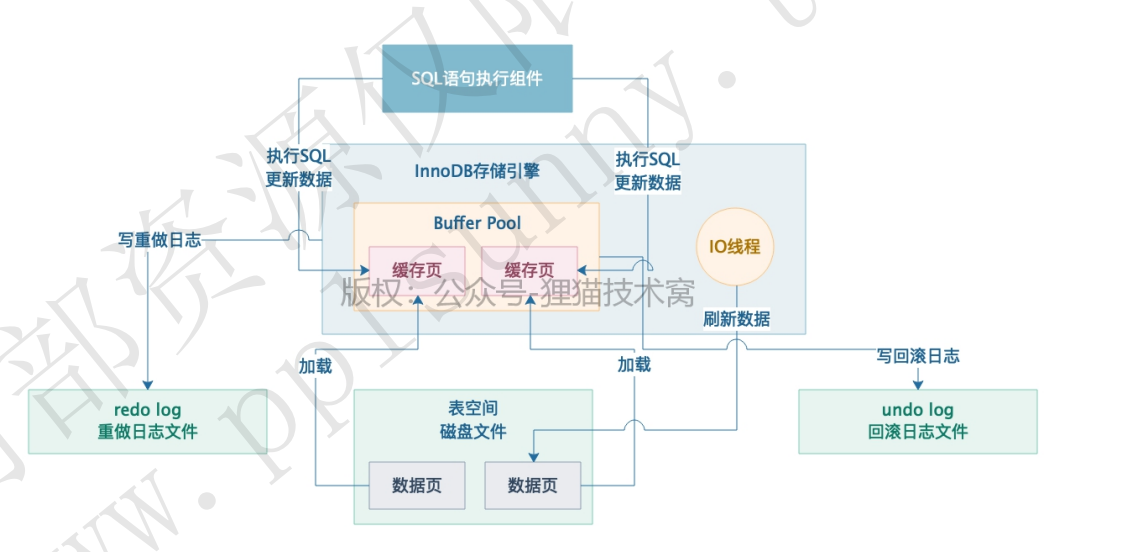 SQL语句执行组件
执行SQL
更新数据
InnoDB存储引擎
执行SQL
更新数据
Buffer Pool
写重做日志
IO线程
缓存页
缓存页
版权：公众号-狸猫技术窝
刷新数据
加载
加载
写回滚日志
redo log
重做日志文件
表空间
磁盘文件
undo log
回滚日志文件
数据页
数据页
部资源仅限
www.pplsunny.